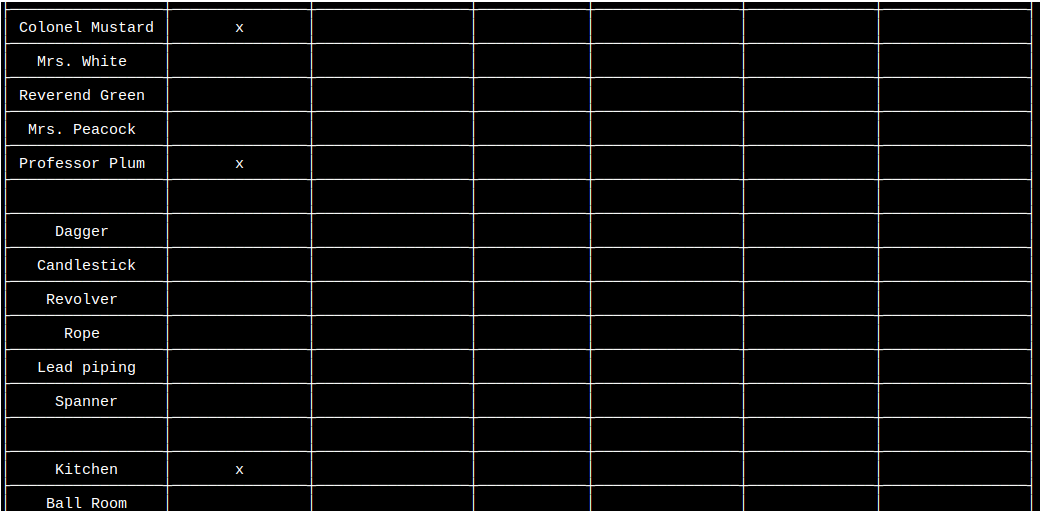 Colonel Mustard x
Mrs. White
Reverend Green
Mrs. Peacock
Professor Plum x
Dagger
Candlestick
Revolver
Rope
Lead piping
Spanner
Kitchen x
Ball Room